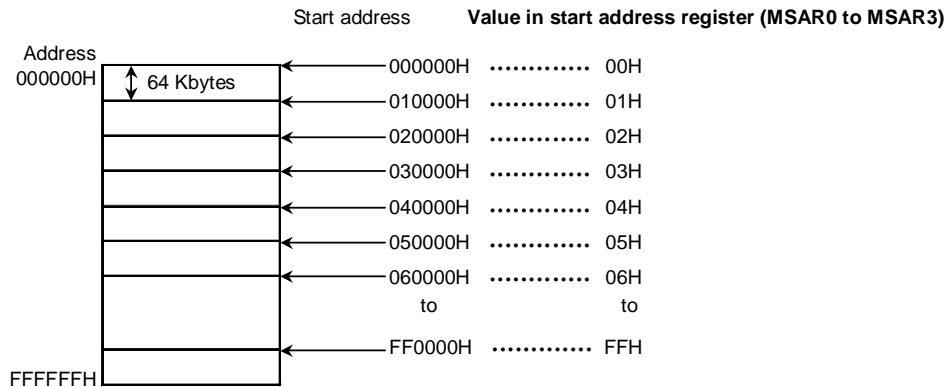 Start address Value in start address register (MSAR0 to MSAR3)
Address
000000H
64 Kbytes
000000H ............. 00H
010000H ............. 01H
020000H ............. 02H
030000H ............. 03H
040000H ............. 04H
050000H ............. 05H
060000H ............. 06H
to to
FF0000H ............. FFH
FFFFFFH